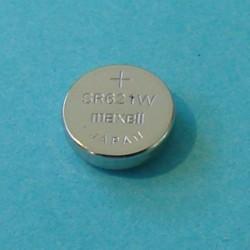 +
SR621W
maxell
JAPAN